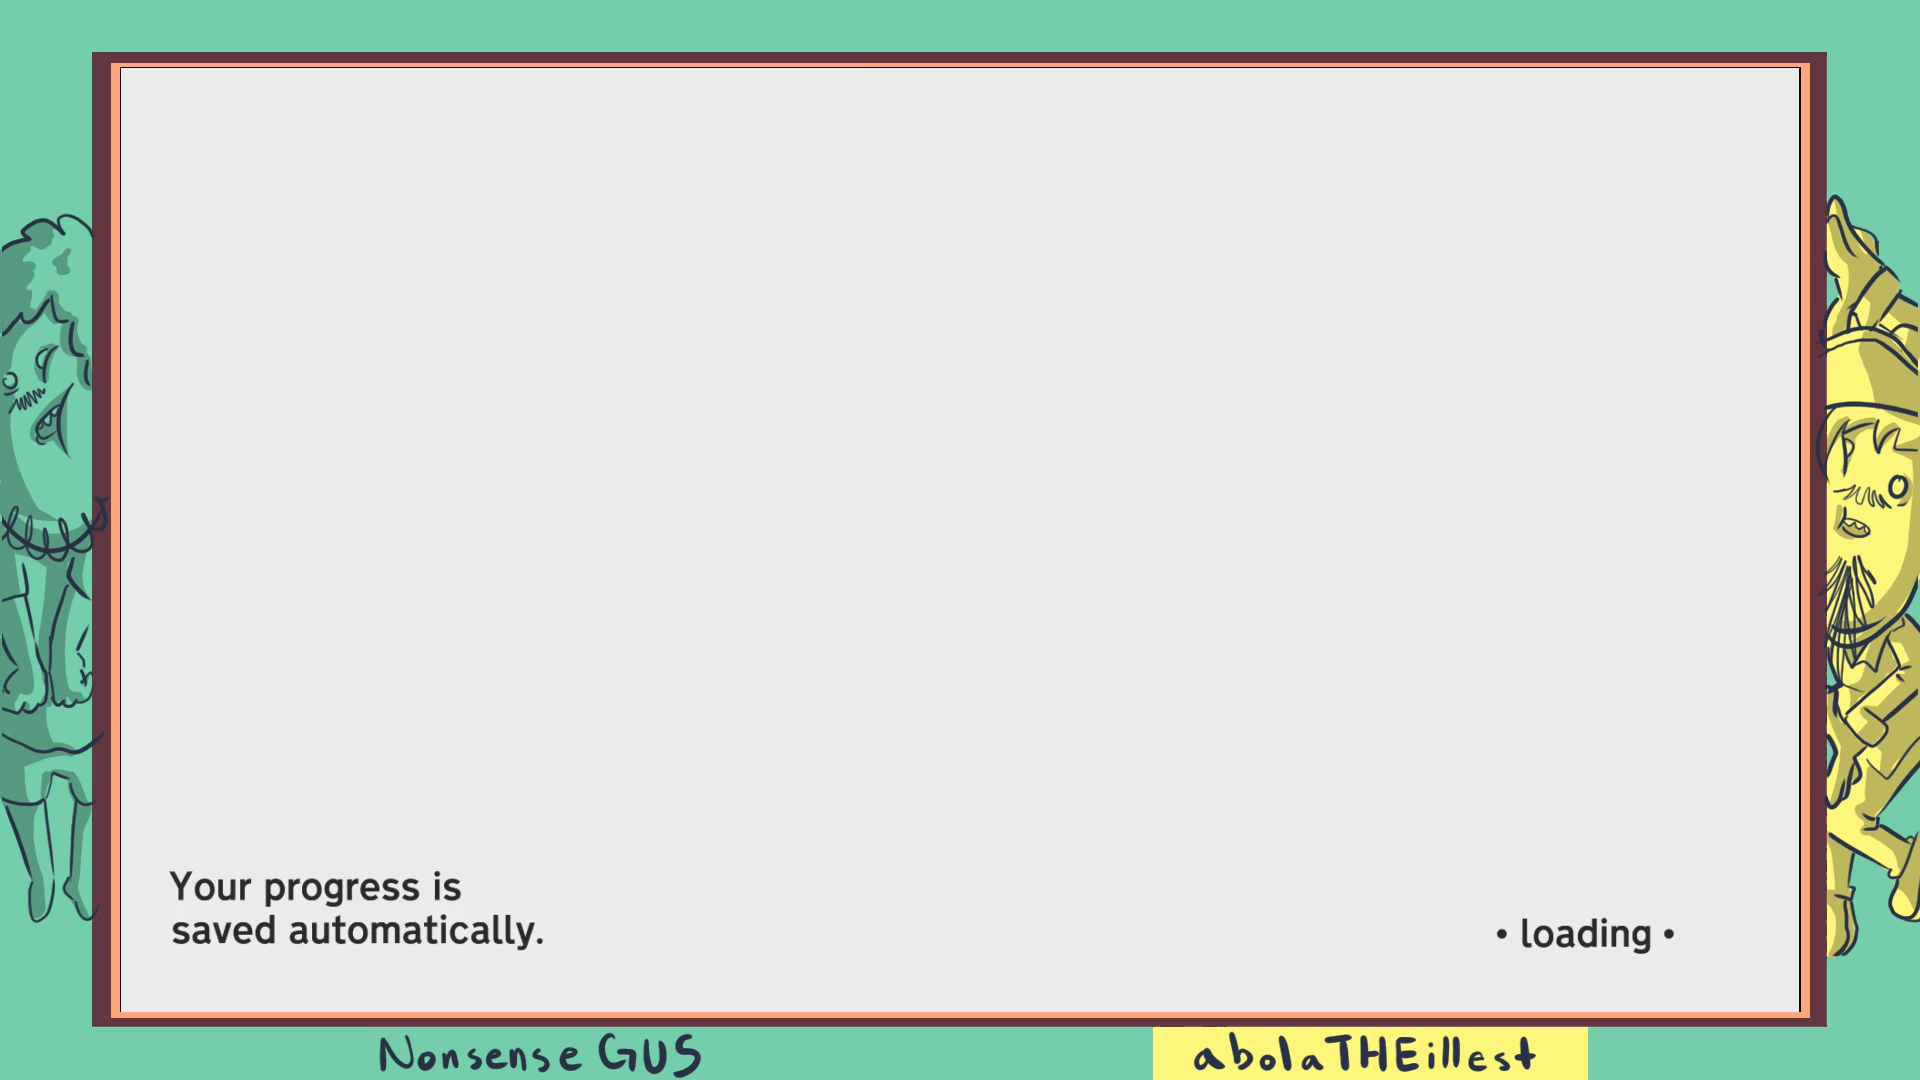 Your progress is
saved automatically.
• loading •
Nonsense GUS
abolaTHEillest